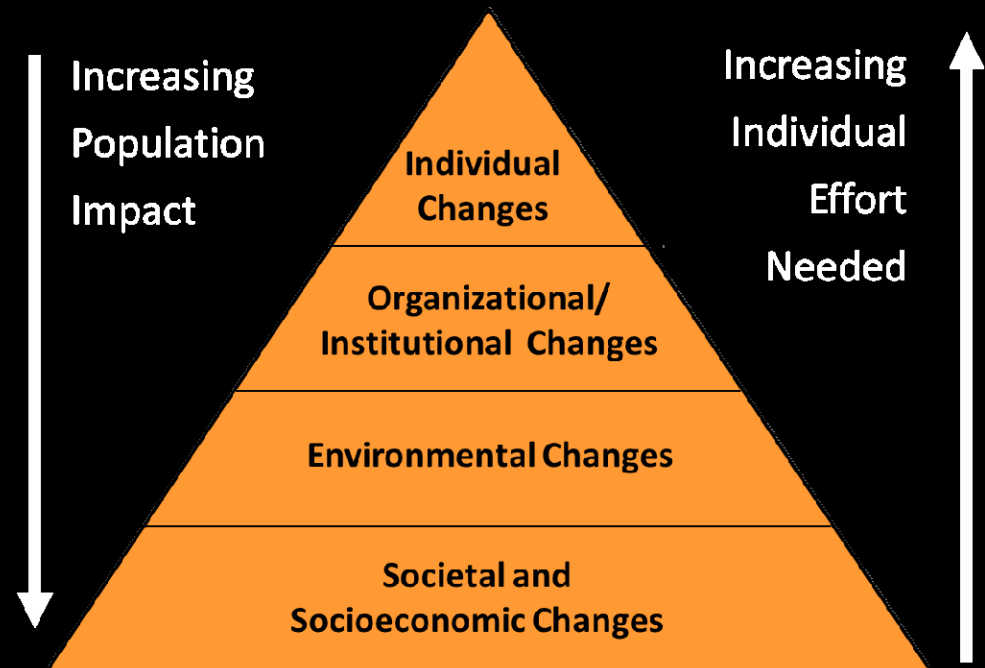 Increasing
Population
Impact
Increasing
Individual
Effort
Needed
Individual
Changes
Organizational/
Institutional Changes
Environmental Changes
Societal and
Socioeconomic Changes